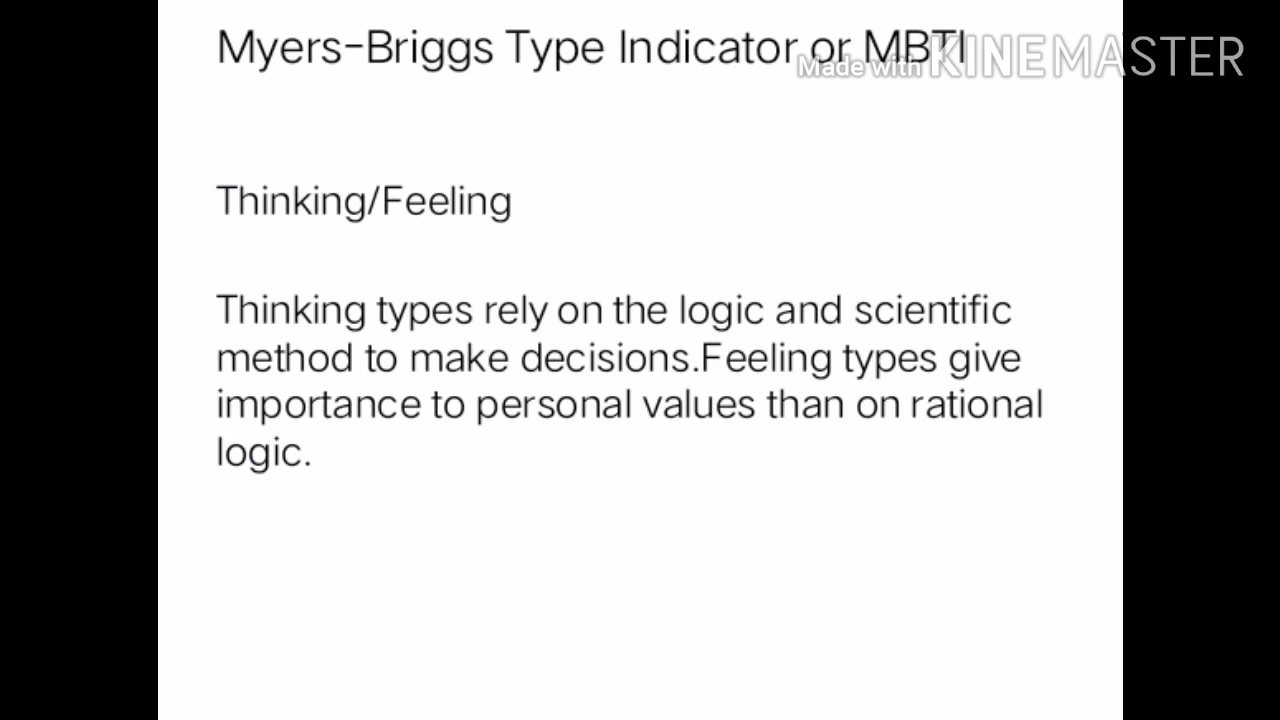 Myers-Briggs Type Indicator or MBTI
Made with KINEMASTER
Thinking/Feeling
Thinking types rely on the logic and scientific
method to make decisions.Feeling types give
importance to personal values than on rational
logic.